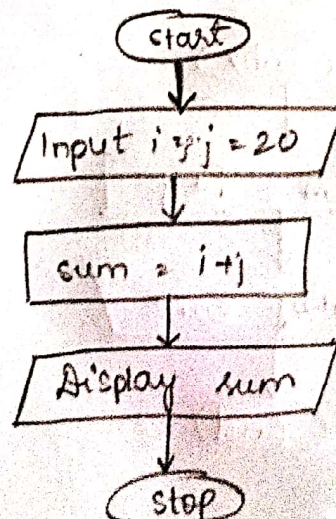 start
Input i = j = 20
sum = i+j
Display sum
stop